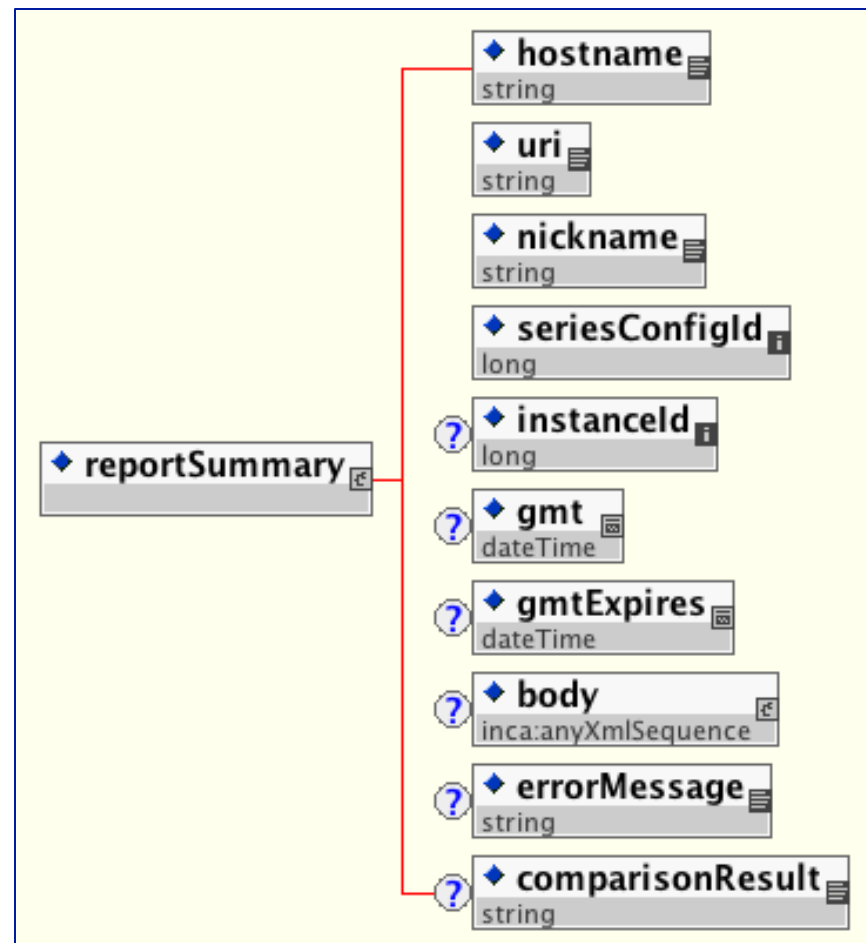 hostname
string
uri
string
nickname
string
seriesConfigId
long
reportSummary
? instanceId
long
? gmt
dateTime
? gmtExpires
dateTime
? body
inca:anyXmlSequence
? errorMessage
string
? comparisonResult
string